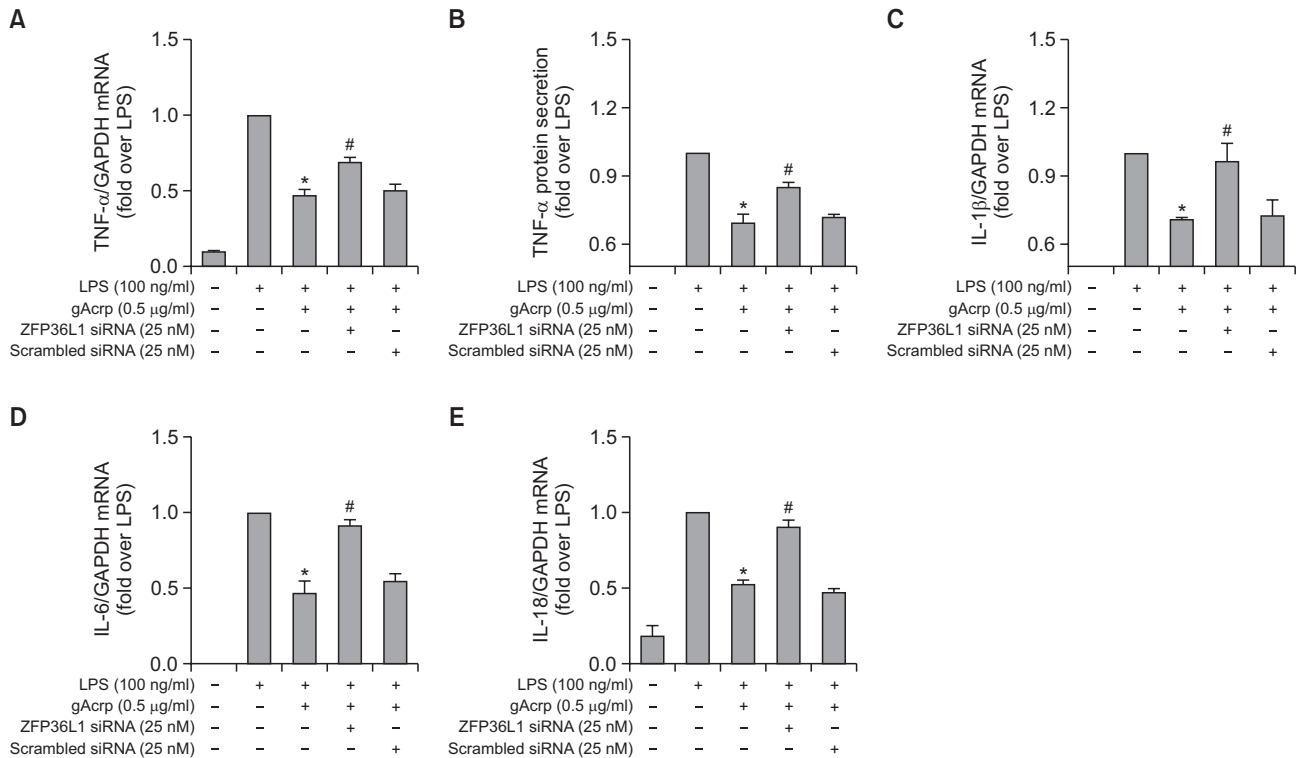 A
TNF-α/GAPDH mRNA
(fold over LPS)
1.5
1.0
0.5
0.0
*
#
LPS (100 ng/ml) – + + + +
gAcrp (0.5 μg/ml) – – + + +
ZFP36L1 siRNA (25 nM) – – – + –
Scrambled siRNA (25 nM) – – – – +
B
TNF-α protein secretion
(fold over LPS)
1.5
1.2
0.9
0.6
*
#
LPS (100 ng/ml) – + + + +
gAcrp (0.5 μg/ml) – – + + +
ZFP36L1 siRNA (25 nM) – – – + –
Scrambled siRNA (25 nM) – – – – +
C
IL-1β/GAPDH mRNA
(fold over LPS)
1.5
1.2
0.9
0.6
*
#
LPS (100 ng/ml) – + + + +
gAcrp (0.5 μg/ml) – – + + +
ZFP36L1 siRNA (25 nM) – – – + –
Scrambled siRNA (25 nM) – – – – +
D
IL-6/GAPDH mRNA
(fold over LPS)
1.5
1.0
0.5
0.0
*
#
LPS (100 ng/ml) – + + + +
gAcrp (0.5 μg/ml) – – + + +
ZFP36L1 siRNA (25 nM) – – – + –
Scrambled siRNA (25 nM) – – – – +
E
IL-18/GAPDH mRNA
(fold over LPS)
1.5
1.0
0.5
0.0
*
#
LPS (100 ng/ml) – + + + +
gAcrp (0.5 μg/ml) – – + + +
ZFP36L1 siRNA (25 nM) – – – + –
Scrambled siRNA (25 nM) – – – – +